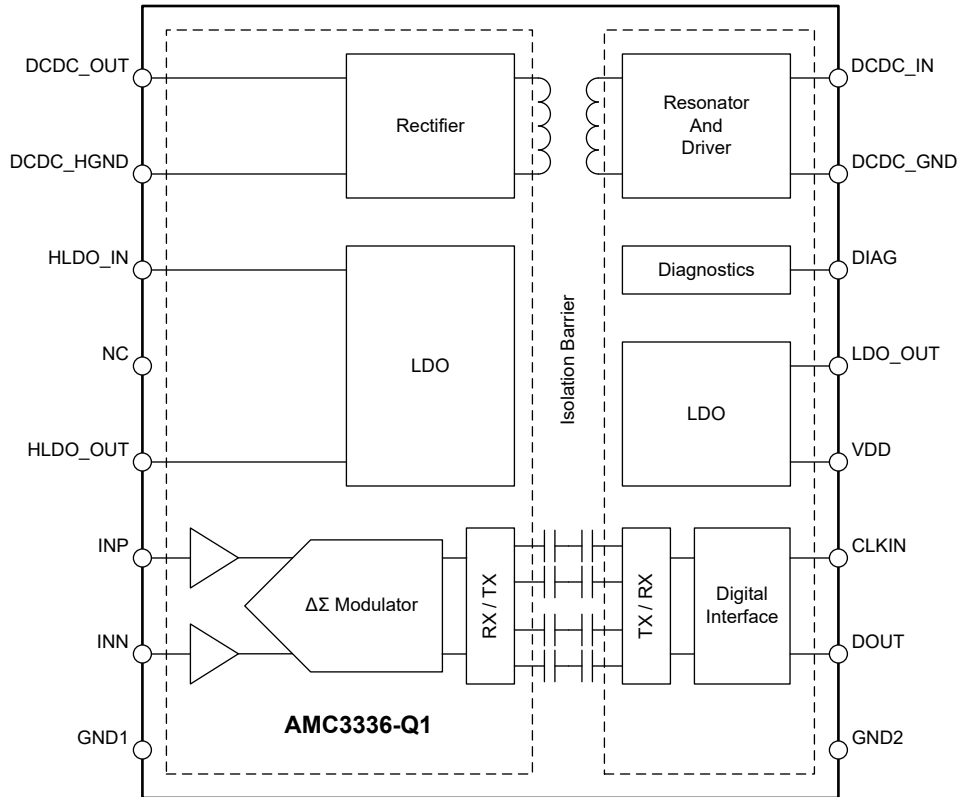 DCDC_OUT
DCDC_HGND
HLDO_IN
NC
HLDO_OUT
INP
INN
GND1
Rectifier
LDO
ΔΣ Modulator
RX / TX
AMC3336-Q1
Isolation Barrier
Resonator
And
Driver
Diagnostics
LDO
TX / RX
Digital
Interface
DCDC_IN
DCDC_GND
DIAG
LDO_OUT
VDD
CLKIN
DOUT
GND2